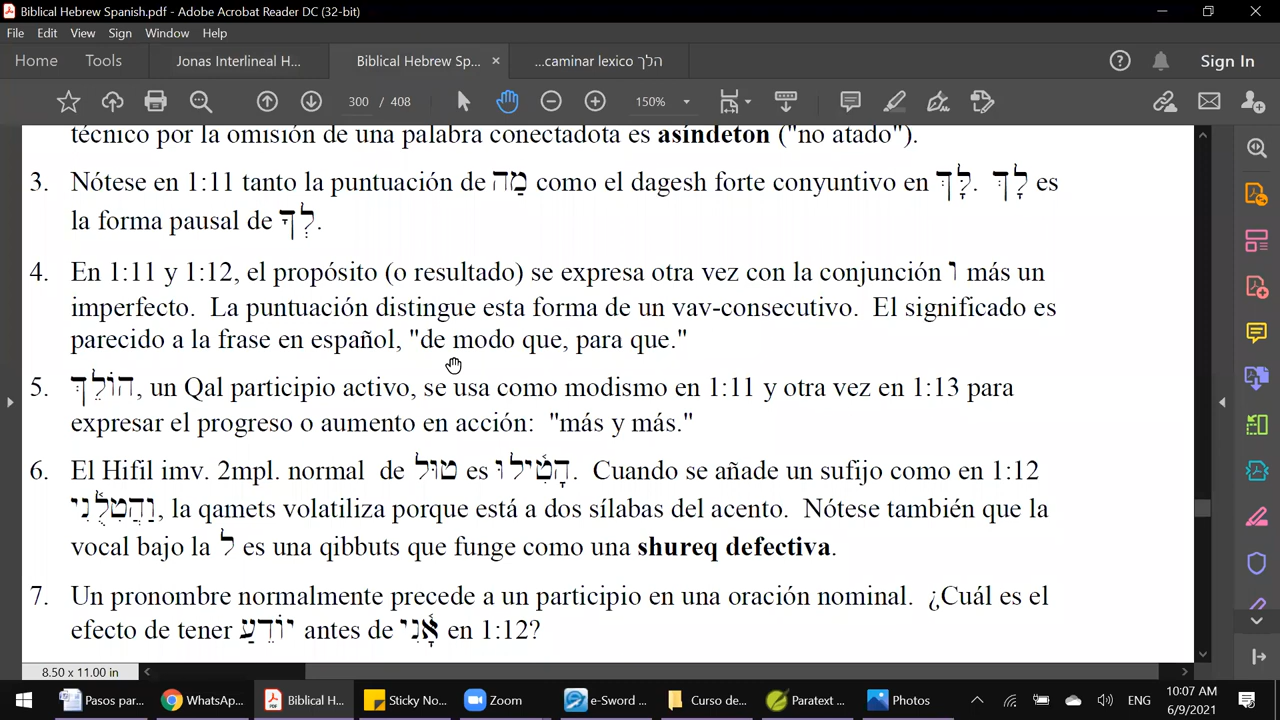 Biblical Hebrew Spanish.pdf - Adobe Acrobat Reader DC (32-bit)
File Edit View Sign Window Help
Home Tools Jonas Interlineal H... Biblical Hebrew Sp... × ...caminar lexico הלך Sign In
300 / 408 150%
técnico por la omisión de una palabra conectadota es asíndeton ("no atado").
3. Nótese en 1:11 tanto la puntuación de מַה como el dagesh forte conyuntivo en לָּךְ. לָךְ es
la forma pausal de לְךָ.
4. En 1:11 y 1:12, el propósito (o resultado) se expresa otra vez con la conjunción ו más un
imperfecto. La puntuación distingue esta forma de un vav-consecutivo. El significado es
parecido a la frase en español, "de modo que, para que."
5. הוֹלֵךְ, un Qal participio activo, se usa como modismo en 1:11 y otra vez en 1:13 para
expresar el progreso o aumento en acción: "más y más."
6. El Hifil imv. 2mpl. normal de טוּל es הָטִ֫ילוּ. Cuando se añade un sufijo como en 1:12
וַהֲטִלֻ֫נִי, la qamets volatiliza porque está a dos sílabas del acento. Nótese también que la
vocal bajo la ל es una qibbuts que funge como una shureq defectiva.
7. Un pronombre normalmente precede a un participio en una oración nominal. ¿Cuál es el
efecto de tener יוֹדֵעַ antes de אָ֫נִי en 1:12?
8.50 x 11.00 in
Pasos par... WhatsAp... Biblical H... Sticky No... Zoom e-Sword ... Curso de... Paratext ... Photos ENG 10:07 AM
6/9/2021